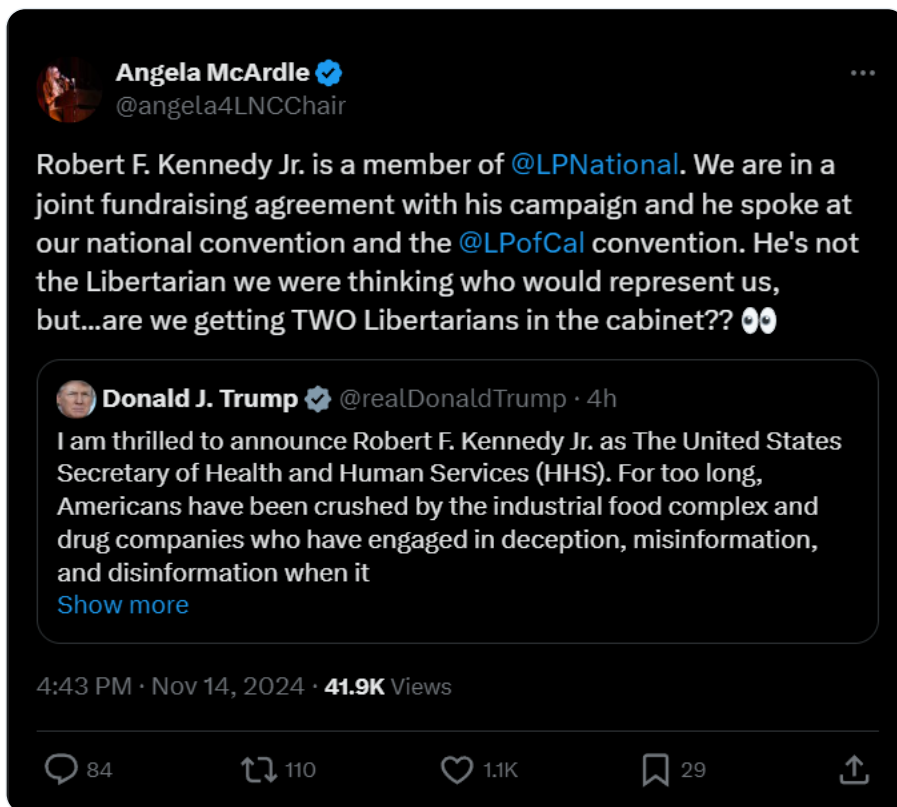 Angela McArdle
@angela4LNCChair
Robert F. Kennedy Jr. is a member of @LPNational. We are in a
joint fundraising agreement with his campaign and he spoke at
our national convention and the @LPofCal convention. He's not
the Libertarian we were thinking who would represent us,
but...are we getting TWO Libertarians in the cabinet?? 👀
Donald J. Trump @realDonaldTrump · 4h
I am thrilled to announce Robert F. Kennedy Jr. as The United States
Secretary of Health and Human Services (HHS). For too long,
Americans have been crushed by the industrial food complex and
drug companies who have engaged in deception, misinformation,
and disinformation when it
Show more
4:43 PM · Nov 14, 2024 · 41.9K Views
84 110 1.1K 29